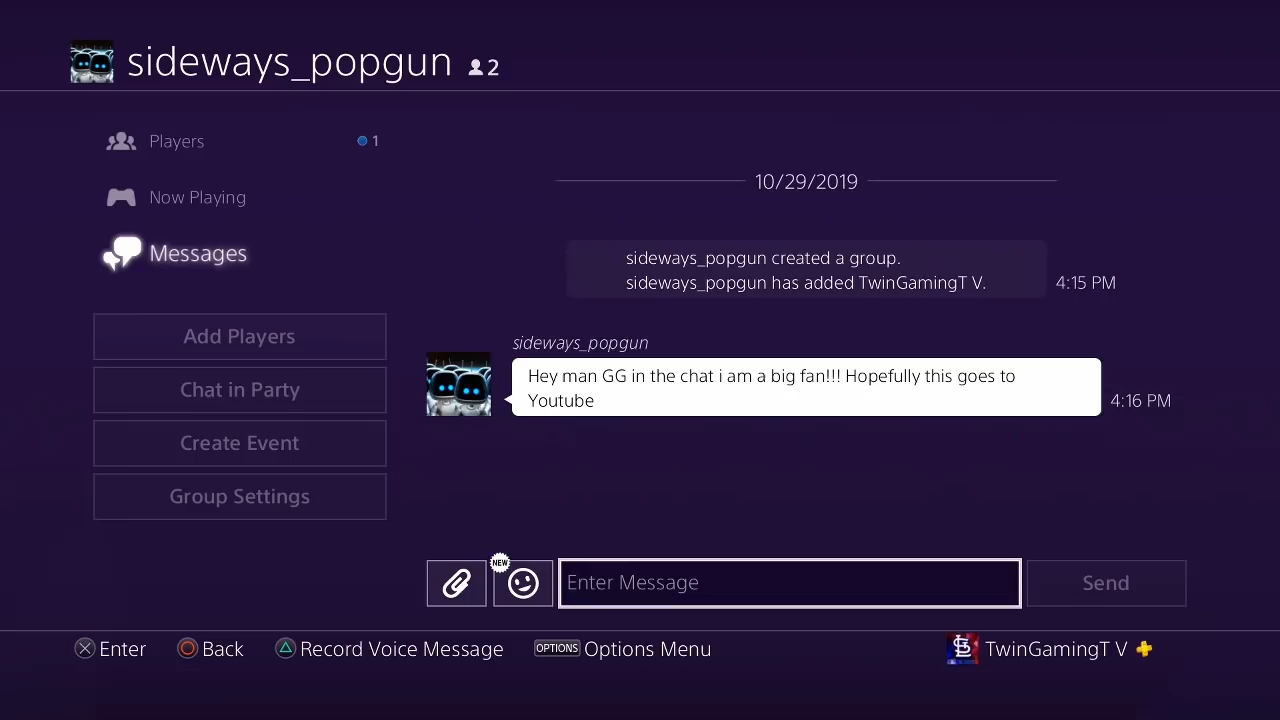 sideways_popgun 2
Players 1
Now Playing
Messages
Add Players
Chat in Party
Create Event
Group Settings
10/29/2019
sideways_popgun created a group.
sideways_popgun has added TwinGamingT V.
4:15 PM
sideways_popgun
Hey man GG in the chat i am a big fan!!! Hopefully this goes to
Youtube
4:16 PM
NEW
Enter Message
Send
Enter
Back
Record Voice Message
OPTIONS Options Menu
TwinGamingT V